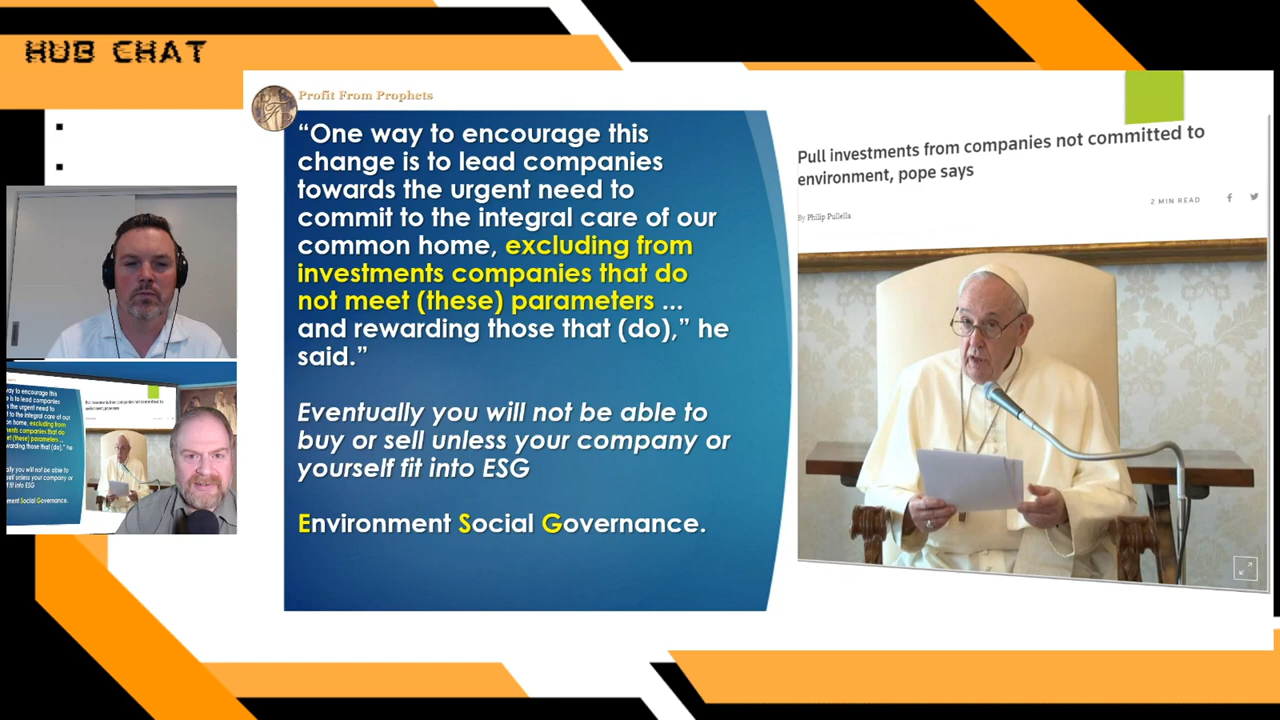 HUB CHAT
Profit From Prophets
“One way to encourage this
change is to lead companies
towards the urgent need to
commit to the integral care of our
common home, excluding from
investments companies that do
not meet (these) parameters ...
and rewarding those that (do),” he
said.”
Eventually you will not be able to
buy or sell unless your company or
yourself fit into ESG
Environment Social Governance.
Pull investments from companies not committed to
environment, pope says
2 MIN READ
By Philip Pullella